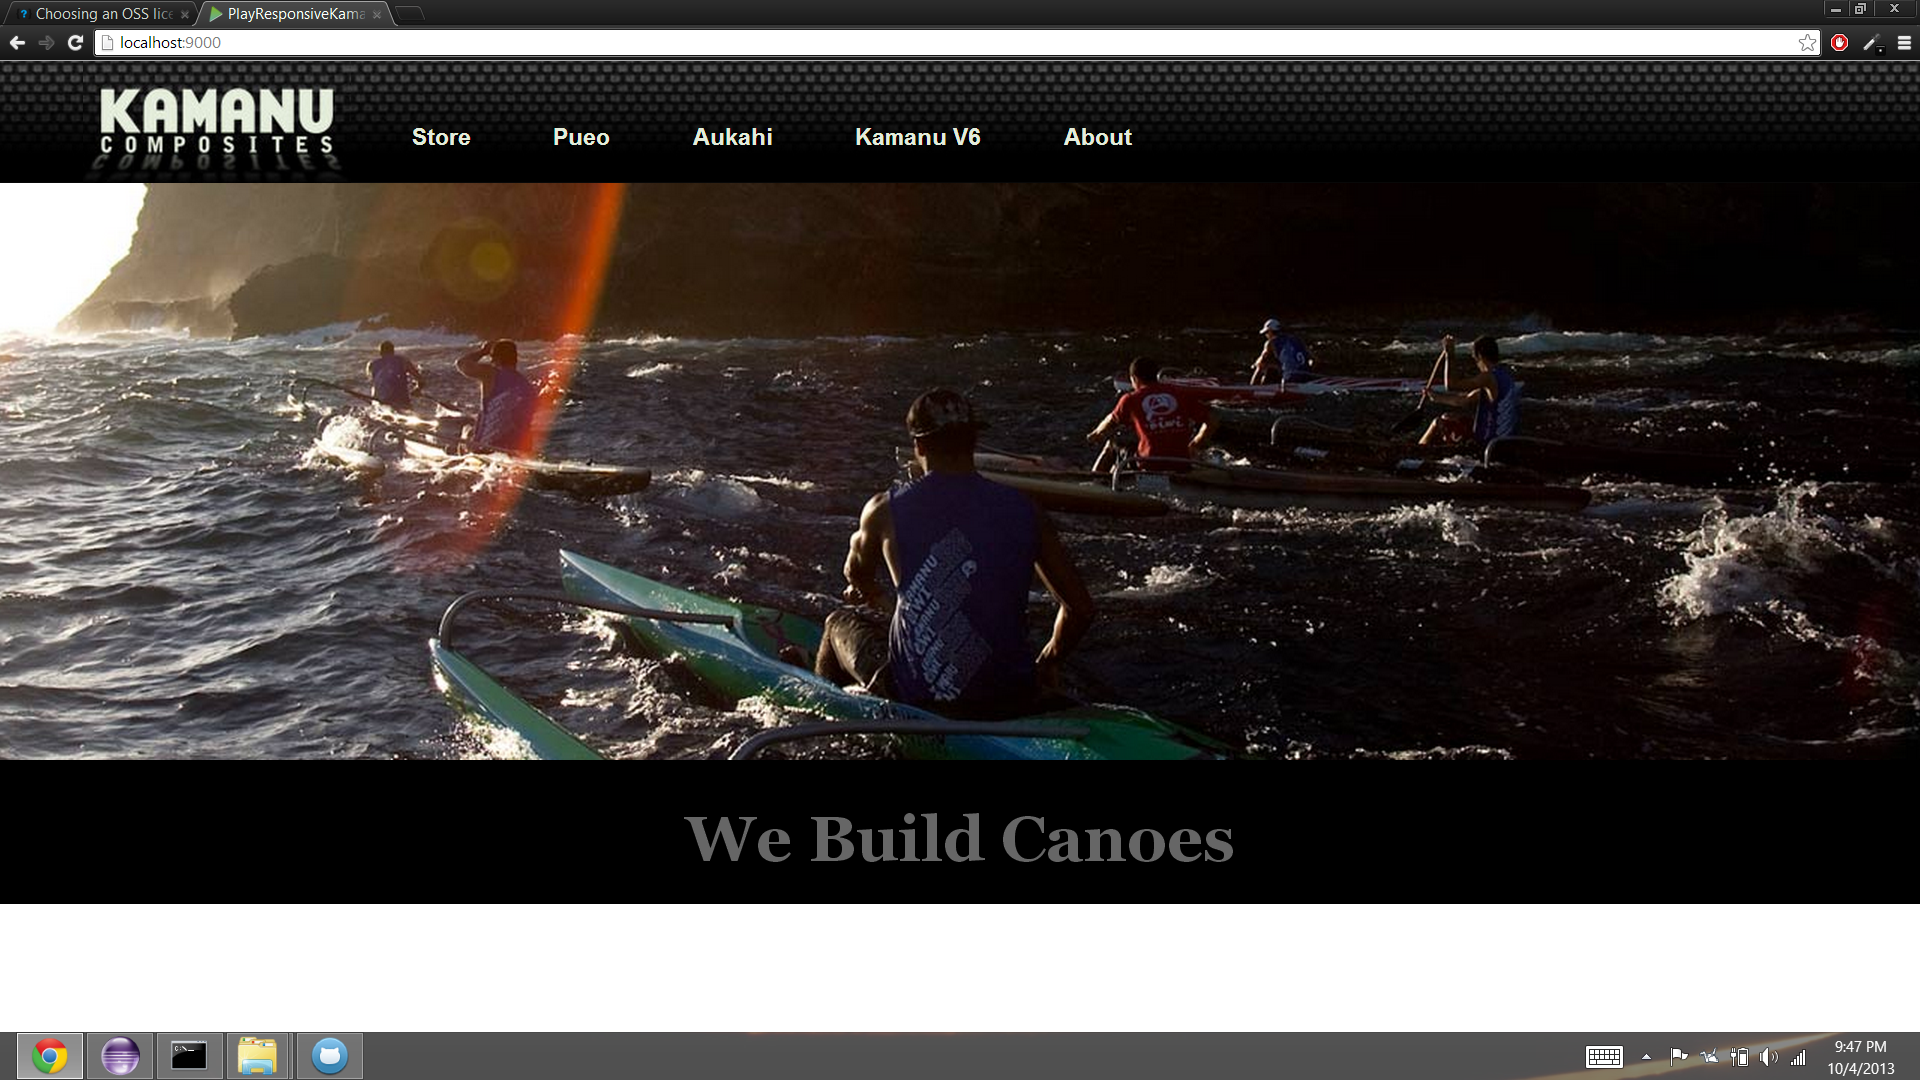 Choosing an OSS lice
PlayResponsiveKama
localhost:9000
KAMANU
COMPOSITES
Store
Pueo
Aukahi
Kamanu V6
About
We Build Canoes
9:47 PM
10/4/2013